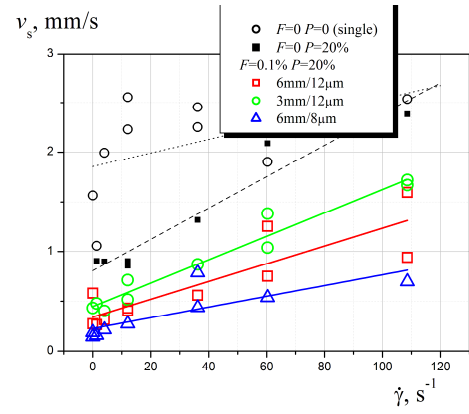 vs, mm/s
F=0 P=0 (single)
F=0 P=20%
F=0.1% P=20%
6mm/12μm
3mm/12μm
6mm/8μm
3
2
1
0
0 20 40 60 80 100 120
γ̇, s-1